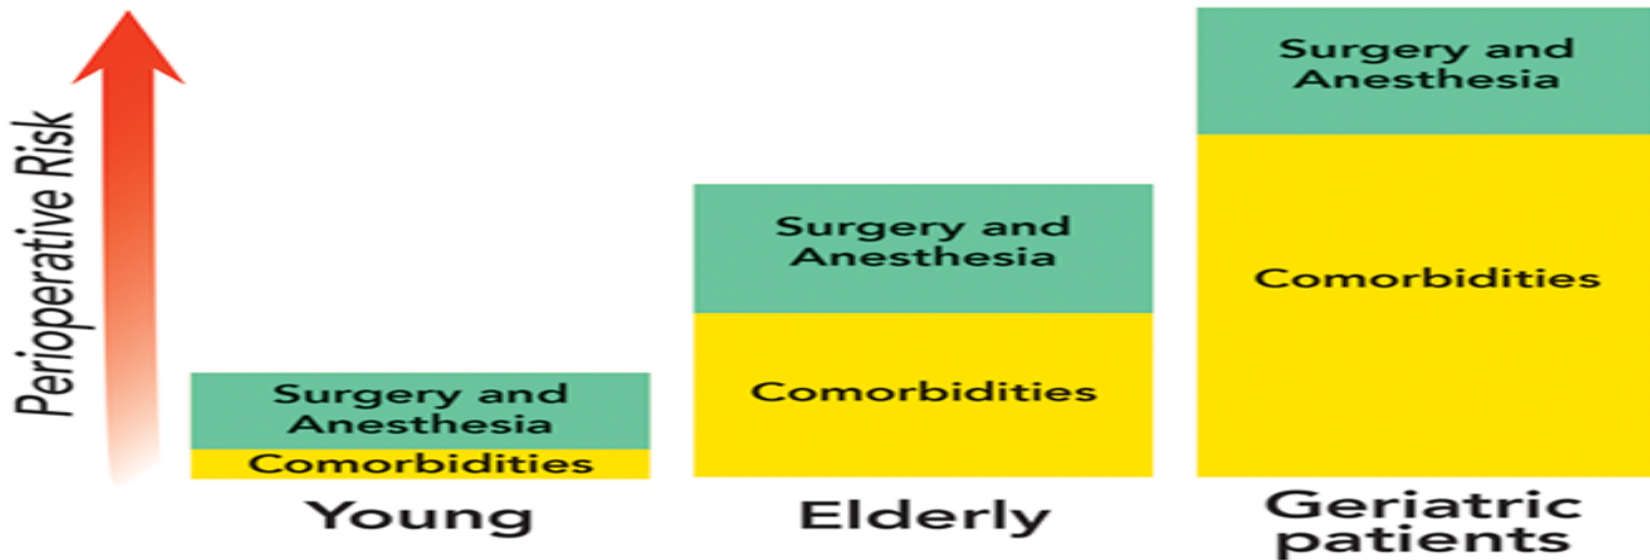 Perioperative Risk
Surgery and
Anesthesia
Comorbidities
Young
Surgery and
Anesthesia
Comorbidities
Elderly
Surgery and
Anesthesia
Comorbidities
Geriatric
patients